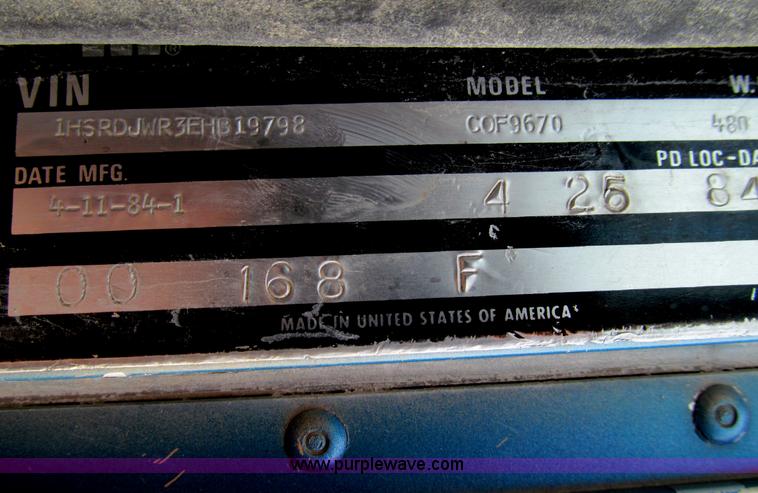 VIN MODEL W.
1HSRDJWR3EHB19798 COF9670 480
DATE MFG. PD LOC-DA
4-11-84-1 4 25 84
00 168 F
MADE IN UNITED STATES OF AMERICA
www.purplewave.com